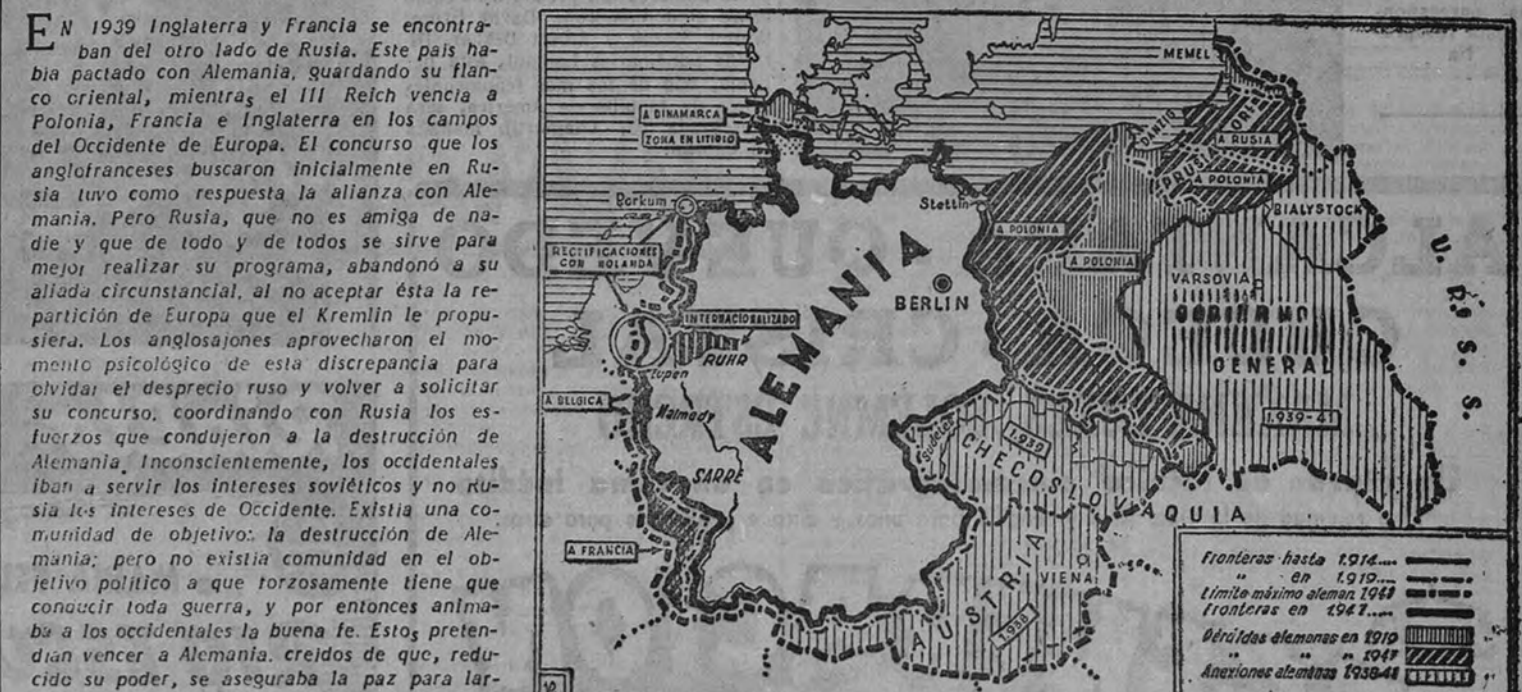 EN 1939 Inglaterra y Francia se encontra-
ban del otro lado de Rusia. Este país ha-
bía pactado con Alemania, guardando su flan-
co oriental, mientras el III Reich vencía a
Polonia, Francia e Inglaterra en los campos
del Occidente de Europa. El concurso que los
anglofranceses buscaron inicialmente en Ru-
sia tuvo como respuesta la alianza con Ale-
mania. Pero Rusia, que no es amiga de na-
die y que de todo y de todos se sirve para
mejor realizar su programa, abandonó a su
aliada circunstancial, al no aceptar ésta la re-
partición de Europa que el Kremlin le propu-
siera. Los anglosajones aprovecharon el mo-
mento psicológico de esta discrepancia para
olvidar el desprecio ruso y volver a solicitar
su concurso, coordinando con Rusia los es-
fuerzos que condujeron a la destrucción de
Alemania. Inconscientemente, los occidentales
iban a servir los intereses soviéticos y no Ru-
sia los intereses de Occidente. Existía una co-
munidad de objetivo: la destrucción de Ale-
mania; pero no existía comunidad en el ob-
jetivo político a que forzosamente tiene que
conducir toda guerra, y por entonces anima-
ba a los occidentales la buena fe. Estos preten-
dían vencer a Alemania, creídos de que, redu-
cido su poder, se aseguraba la paz para lar-
MEMEL
A DINAMARCA
ZONA EN LITIGIO
DANZIG
PRUSIA ORI.
A RUSIA
A POLONIA
Borkum
Stettin
BIALYSTOCK
A POLONIA
RECTIFICACIONES
CON HOLANDA
A POLONIA
VARSOVIA
U. R. S. S.
BERLIN
ALEMANIA
INTERNACIONALIZADO
RUHR
GOBIERNO
GENERAL
Eupen
A BELGICA
Malmedy
1.939-41
Sudetes
1.939
CHECOSLOVAQUIA
SARRE
A FRANCIA
VIENA
AUSTRIA
1.938
Fronteras hasta 1.914....
" en 1.919....
Límite máximo aleman 1941
Fronteras en 1947.....
Pérdidas alemanas en 1919
" " " 1947
Anexiones alemanas 1938-41